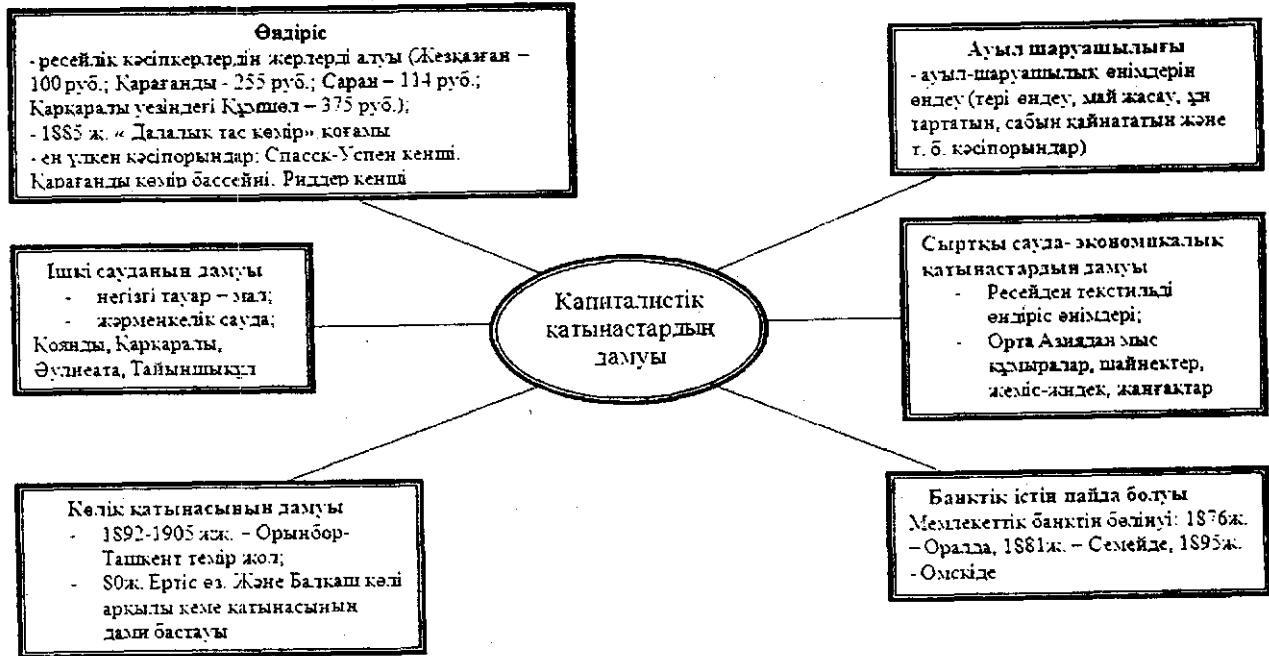 Өндіріс
- ресейлік кәсіпкерлердің жерлерді алуы (Жезқазған –
100 руб.; Қарағанды - 255 руб.; Саран – 114 руб.;
Қарқаралы уезіндегі Құмшөл – 375 руб.);
- 1885 ж. « Далалық тас көмір» қоғамы
- ең үлкен кәсіпорындар: Спасск-Успен кеніші.
Қарағанды көмір бассейні. Риддер кеніші
Ауыл шаруашылығы
- ауыл-шаруашылық өнімдерін
өңдеу (тері өңдеу, май жасау, ұн
тартатын, сабын қайнататын және
т. б. кәсіпорындар)
Ішкі сауданың дамуы
- негізгі тауар – мал;
- жәрменкелік сауда;
Қоянды, Қарқаралы,
Әулиеата, Тайыншыкұл
Капиталистік
қатынастардың
дамуы
Сыртқы сауда- экономикалық
қатынастардың дамуы
- Ресейден текстильді
өндіріс өнімдері;
- Орта Азиядан мыс
құмыралар, шайнектер,
жеміс-жидек, жаңғақтар
Көлік қатынасының дамуы
- 1892-1905 жж. – Орынбор-
Ташкент темір жол;
- 80ж. Ертіс өз. Және Балқаш көлі
арқылы кеме қатынасының
дами бастауы
Банктік істің пайда болуы
Мемлекеттік банктің бөлінуі: 1876ж.
– Оралда, 1881ж. – Семейде, 1895ж.
- Омскіде